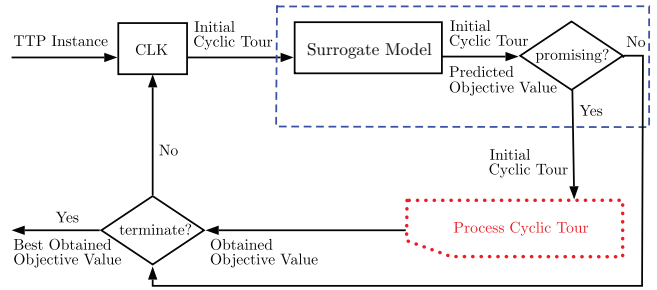 TTP Instance
CLK
Initial
Cyclic Tour
Surrogate Model
Initial
Cyclic Tour
Predicted
Objective Value
promising?
No
Yes
Initial
Cyclic Tour
No
Process Cyclic Tour
Yes
terminate?
Best Obtained
Objective Value
Obtained
Objective Value